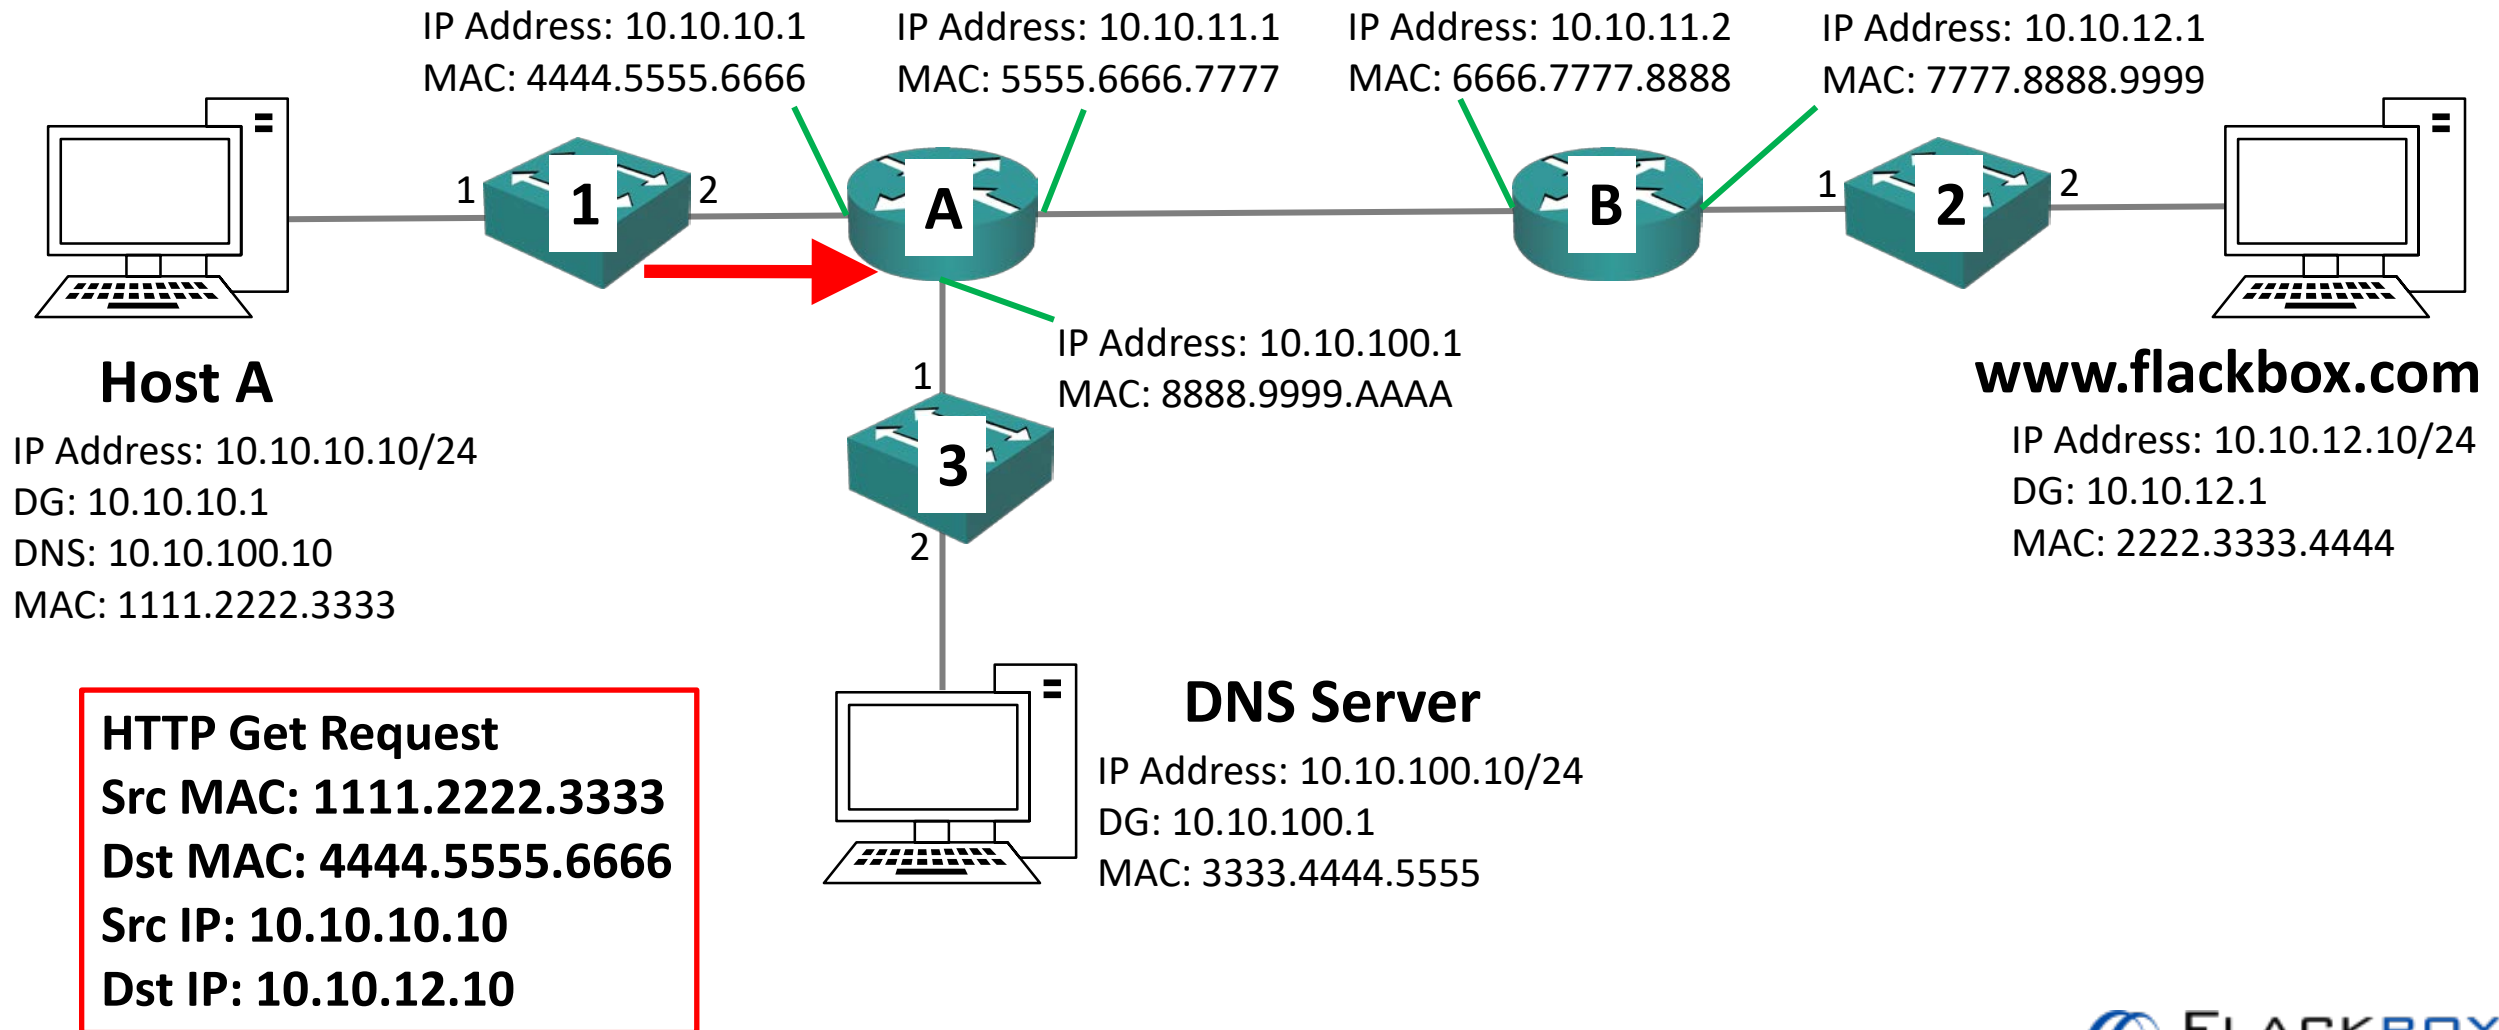 IP Address: 10.10.10.1
MAC: 4444.5555.6666
IP Address: 10.10.11.1
MAC: 5555.6666.7777
IP Address: 10.10.11.2
MAC: 6666.7777.8888
IP Address: 10.10.12.1
MAC: 7777.8888.9999
1
1
2
A
B
1
2
2
IP Address: 10.10.100.1
MAC: 8888.9999.AAAA
Host A
IP Address: 10.10.10.10/24
DG: 10.10.10.1
DNS: 10.10.100.10
MAC: 1111.2222.3333
1
3
2
www.flackbox.com
IP Address: 10.10.12.10/24
DG: 10.10.12.1
MAC: 2222.3333.4444
HTTP Get Request
Src MAC: 1111.2222.3333
Dst MAC: 4444.5555.6666
Src IP: 10.10.10.10
Dst IP: 10.10.12.10
DNS Server
IP Address: 10.10.100.10/24
DG: 10.10.100.1
MAC: 3333.4444.5555
FLACKBOX